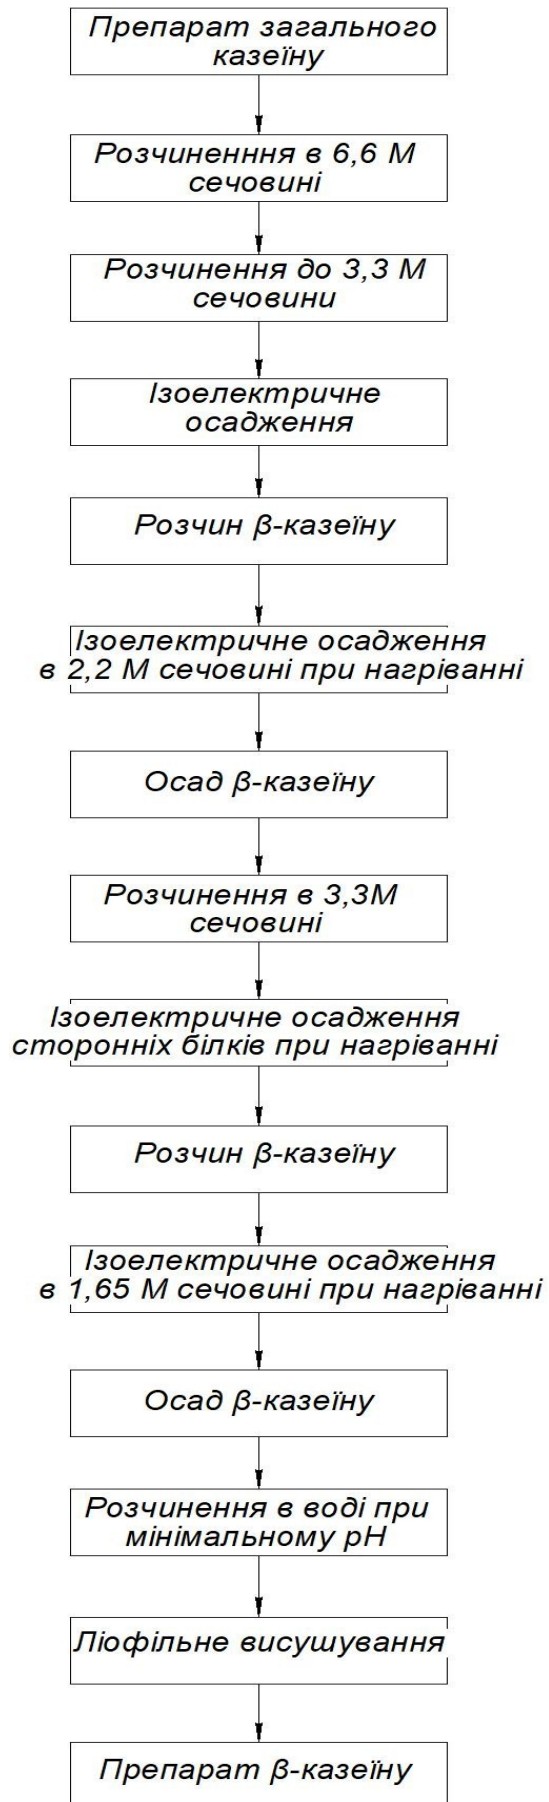 Препарат загального
казеїну
Розчиненння в 6,6 М
сечовині
Розчинення до 3,3 М
сечовини
Ізоелектричне
осадження
Розчин β-казеїну
Ізоелектричне осадження
в 2,2 М сечовині при нагріванні
Осад β-казеїну
Розчинення в 3,3М
сечовині
Ізоелектричне осадження
сторонніх білків при нагріванні
Розчин β-казеїну
Ізоелектричне осадження
в 1,65 М сечовині при нагріванні
Осад β-казеїну
Розчинення в воді при
мінімальному рН
Ліофільне висушування
Препарат β-казеїну